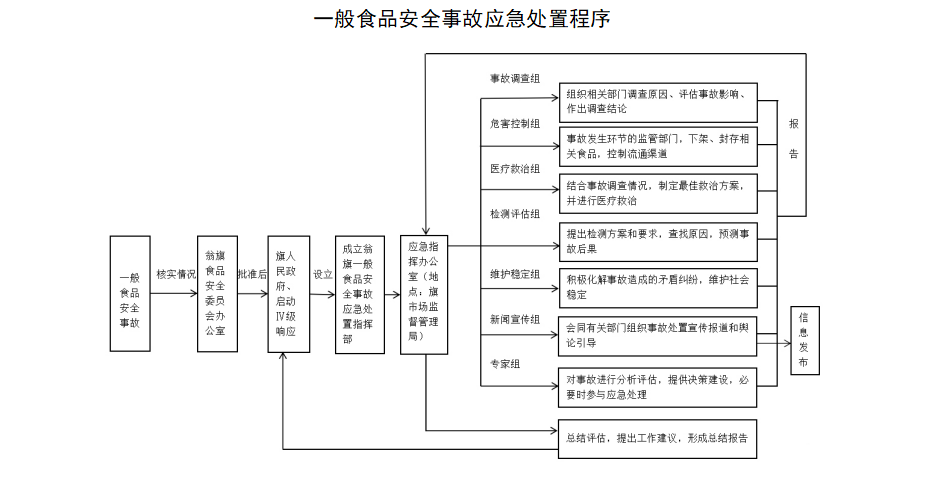 一般食品安全事故应急处置程序
一般
食品
安全
事故
核实情况
翁旗
食品
安全
委员
会办
公室
批准后
旗人
民政
府、
启动
Ⅳ级
响应
设立
成立翁
旗一般
食品安
全事故
应急处
置指挥
部
应急指
挥办公
室（地
点：旗
市场监
督管理
局）
事故调查组
组织相关部门调查原因、评估事故影响、
作出调查结论
危害控制组
事故发生环节的监管部门，下架、封存相
关食品，控制流通渠道
医疗救治组
结合事故调查情况，制定最佳救治方案，
并进行医疗救治
检测评估组
提出检测方案和要求，查找原因，预测事
故后果
维护稳定组
积极化解事故造成的矛盾纠纷，维护社会
稳定
新闻宣传组
会同有关部门组织事故处置宣传报道和舆
论引导
专家组
对事故进行分析评估，提供决策建设，必
要时参与应急处理
总结评估，提出工作建议，形成总结报告
报
告
信
息
发
布